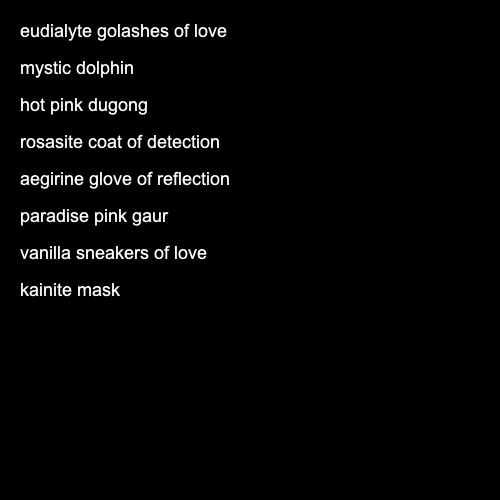 eudialyte golashes of love
mystic dolphin
hot pink dugong
rosasite coat of detection
aegirine glove of reflection
paradise pink gaur
vanilla sneakers of love
kainite mask